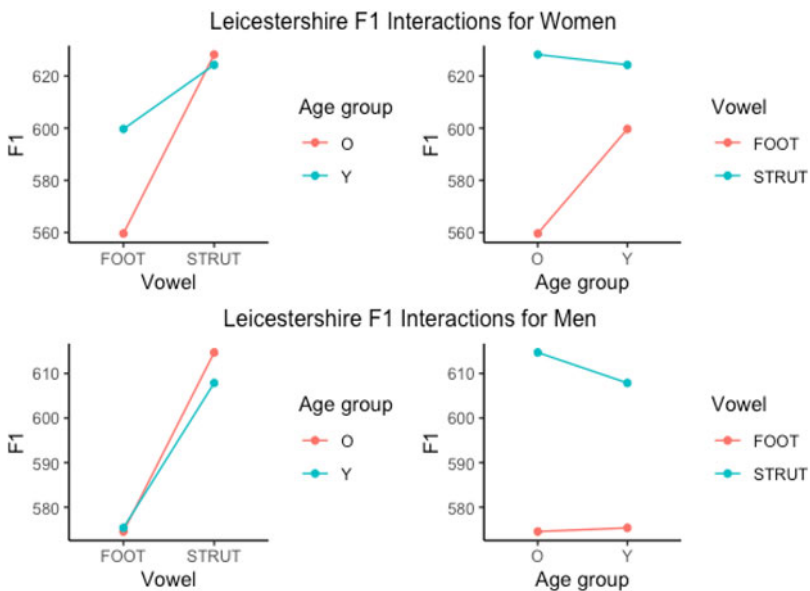 Leicestershire F1 Interactions for Women
F1
620
600
580
560
FOOT
STRUT
Vowel
Age group
O
Y
F1
620
600
580
560
O
Y
Age group
Vowel
FOOT
STRUT
Leicestershire F1 Interactions for Men
F1
610
600
590
580
FOOT
STRUT
Vowel
Age group
O
Y
F1
610
600
590
580
O
Y
Age group
Vowel
FOOT
STRUT